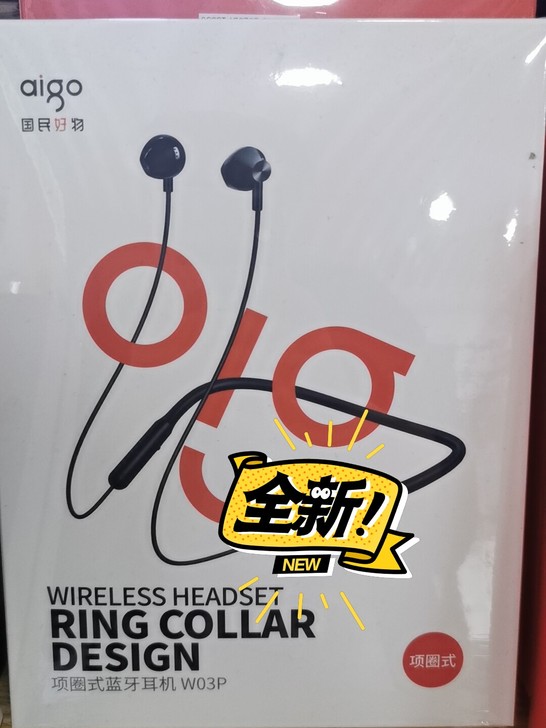 aigo
国民好物
全新!
NEW
WIRELESS HEADSET
RING COLLAR
DESIGN
项圈式蓝牙耳机 W03P
项圈式